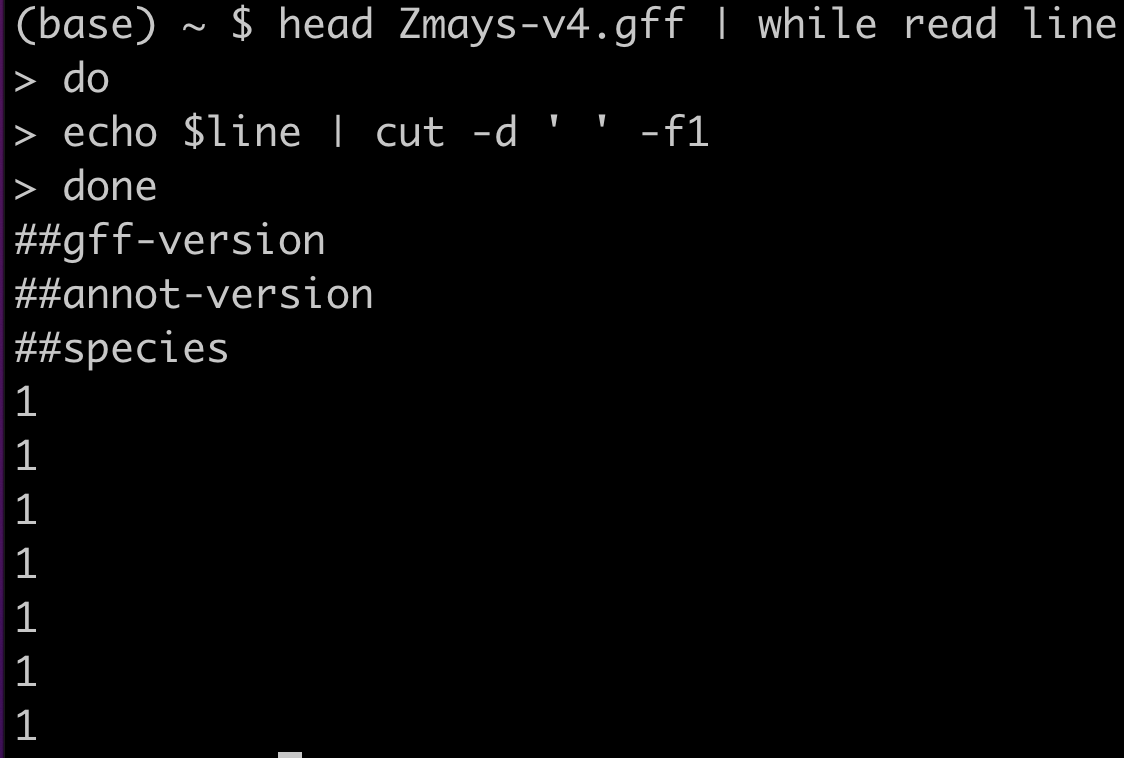 (base) ~ $ head Zmays-v4.gff | while read line
> do
> echo $line | cut -d ' ' -f1
> done
##gff-version
##annot-version
##species
1
1
1
1
1
1
1